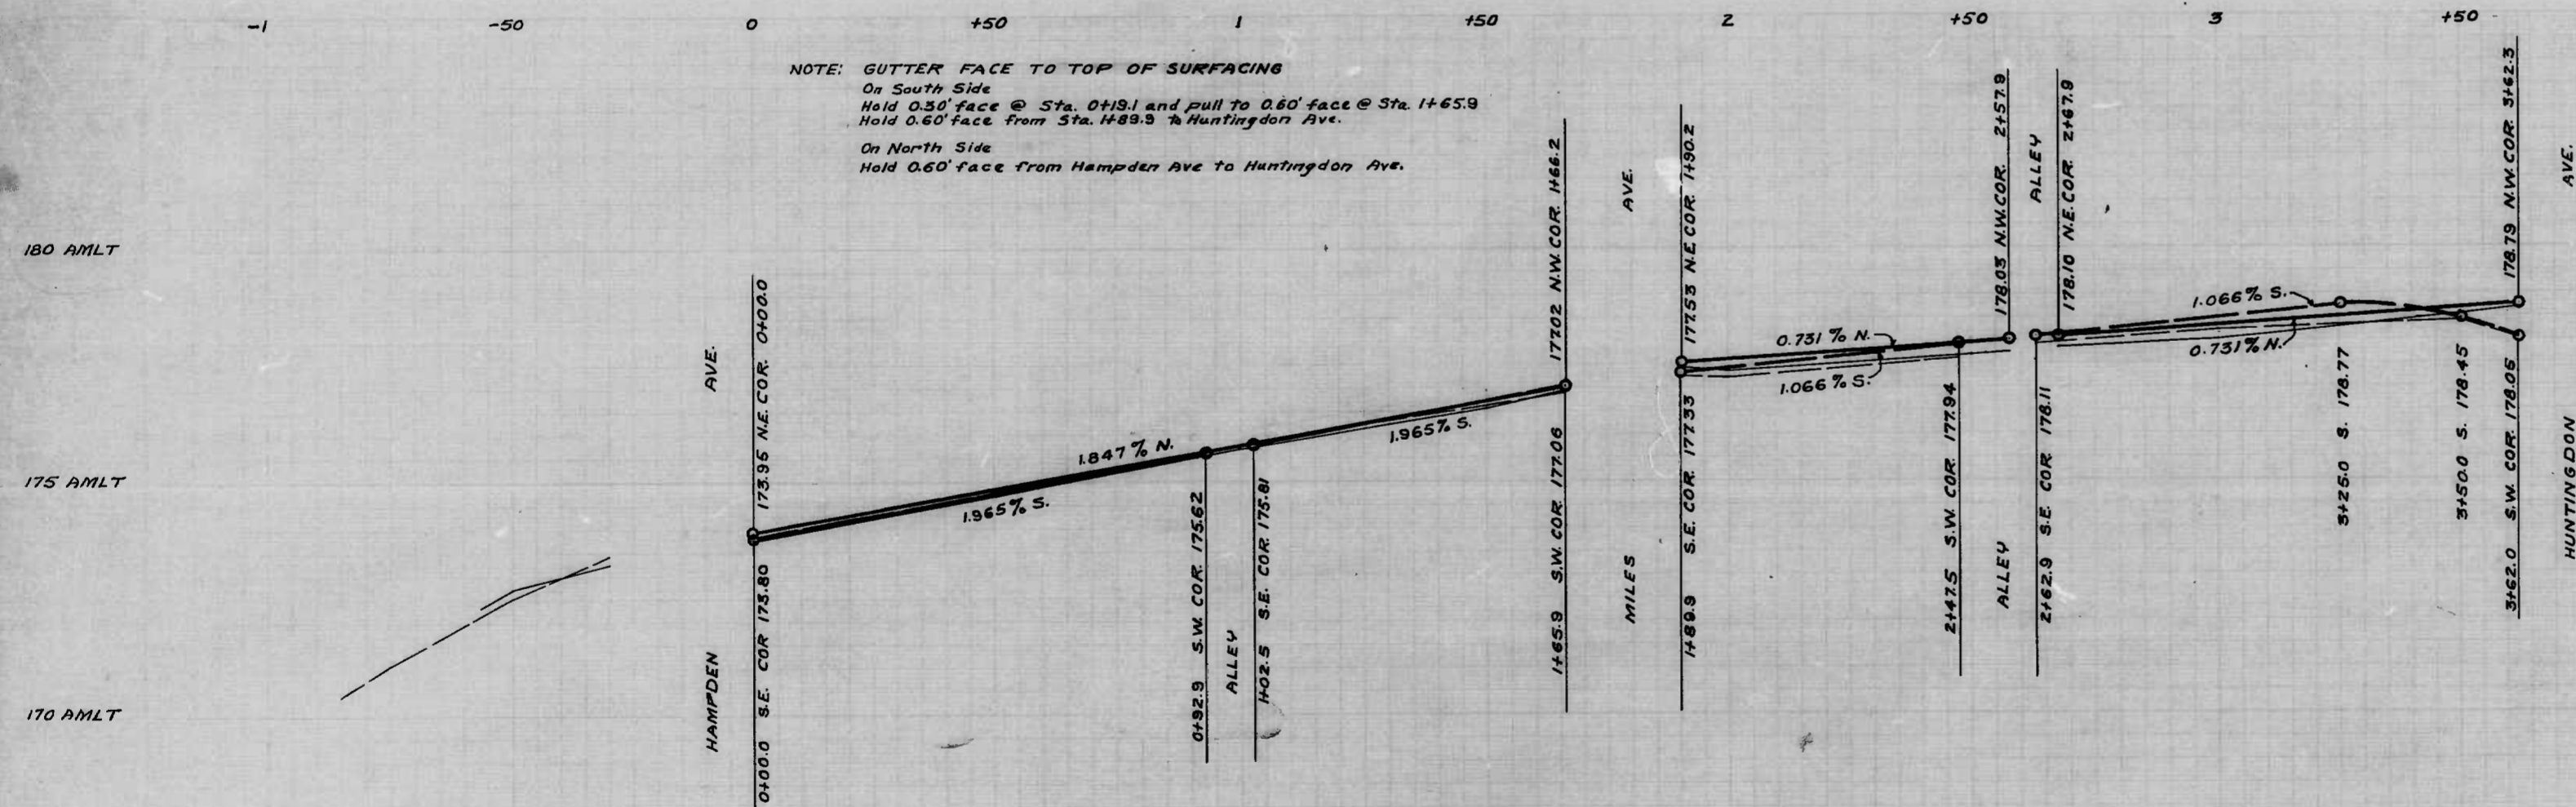 -1
-50
0
+50
1
+50
2
+50
3
+50
NOTE: GUTTER FACE TO TOP OF SURFACING
On South Side
Hold 0.30' face @ Sta. 0+19.1 and pull to 0.60' face @ Sta. 1+65.9
Hold 0.60' face from Sta. 1+89.9 to Huntingdon Ave.
On North Side
Hold 0.60' face from Hampden Ave to Huntingdon Ave.
180 AMLT
175 AMLT
170 AMLT
HAMPDEN AVE.
173.95 N.E. COR. 0+00.0
0+00.0 S.E. COR 173.80
1.847 % N.
1.965 % S.
0+92.9 S.W. COR. 175.62
ALLEY
1+02.5 S.E. COR. 175.81
1.965% S.
177.02 N.W. COR. 1+66.2
1+65.9 S.W. COR. 177.06
MILES AVE.
177.53 N.E. COR. 1+90.2
1+89.9 S.E. COR. 177.33
0.731 % N.
1.066 % S.
178.03 N.W. COR. 2+57.9
2+47.5 S.W. COR. 177.94
ALLEY
ALLEY
178.10 N.E. COR. 2+67.9
2+62.9 S.E. COR. 178.11
1.066% S.
0.731% N.
3+25.0 S. 178.77
3+50.0 S. 178.45
178.79 N.W. COR. 3+62.3
3+62.0 S.W. COR. 178.05
HUNTINGDON AVE.